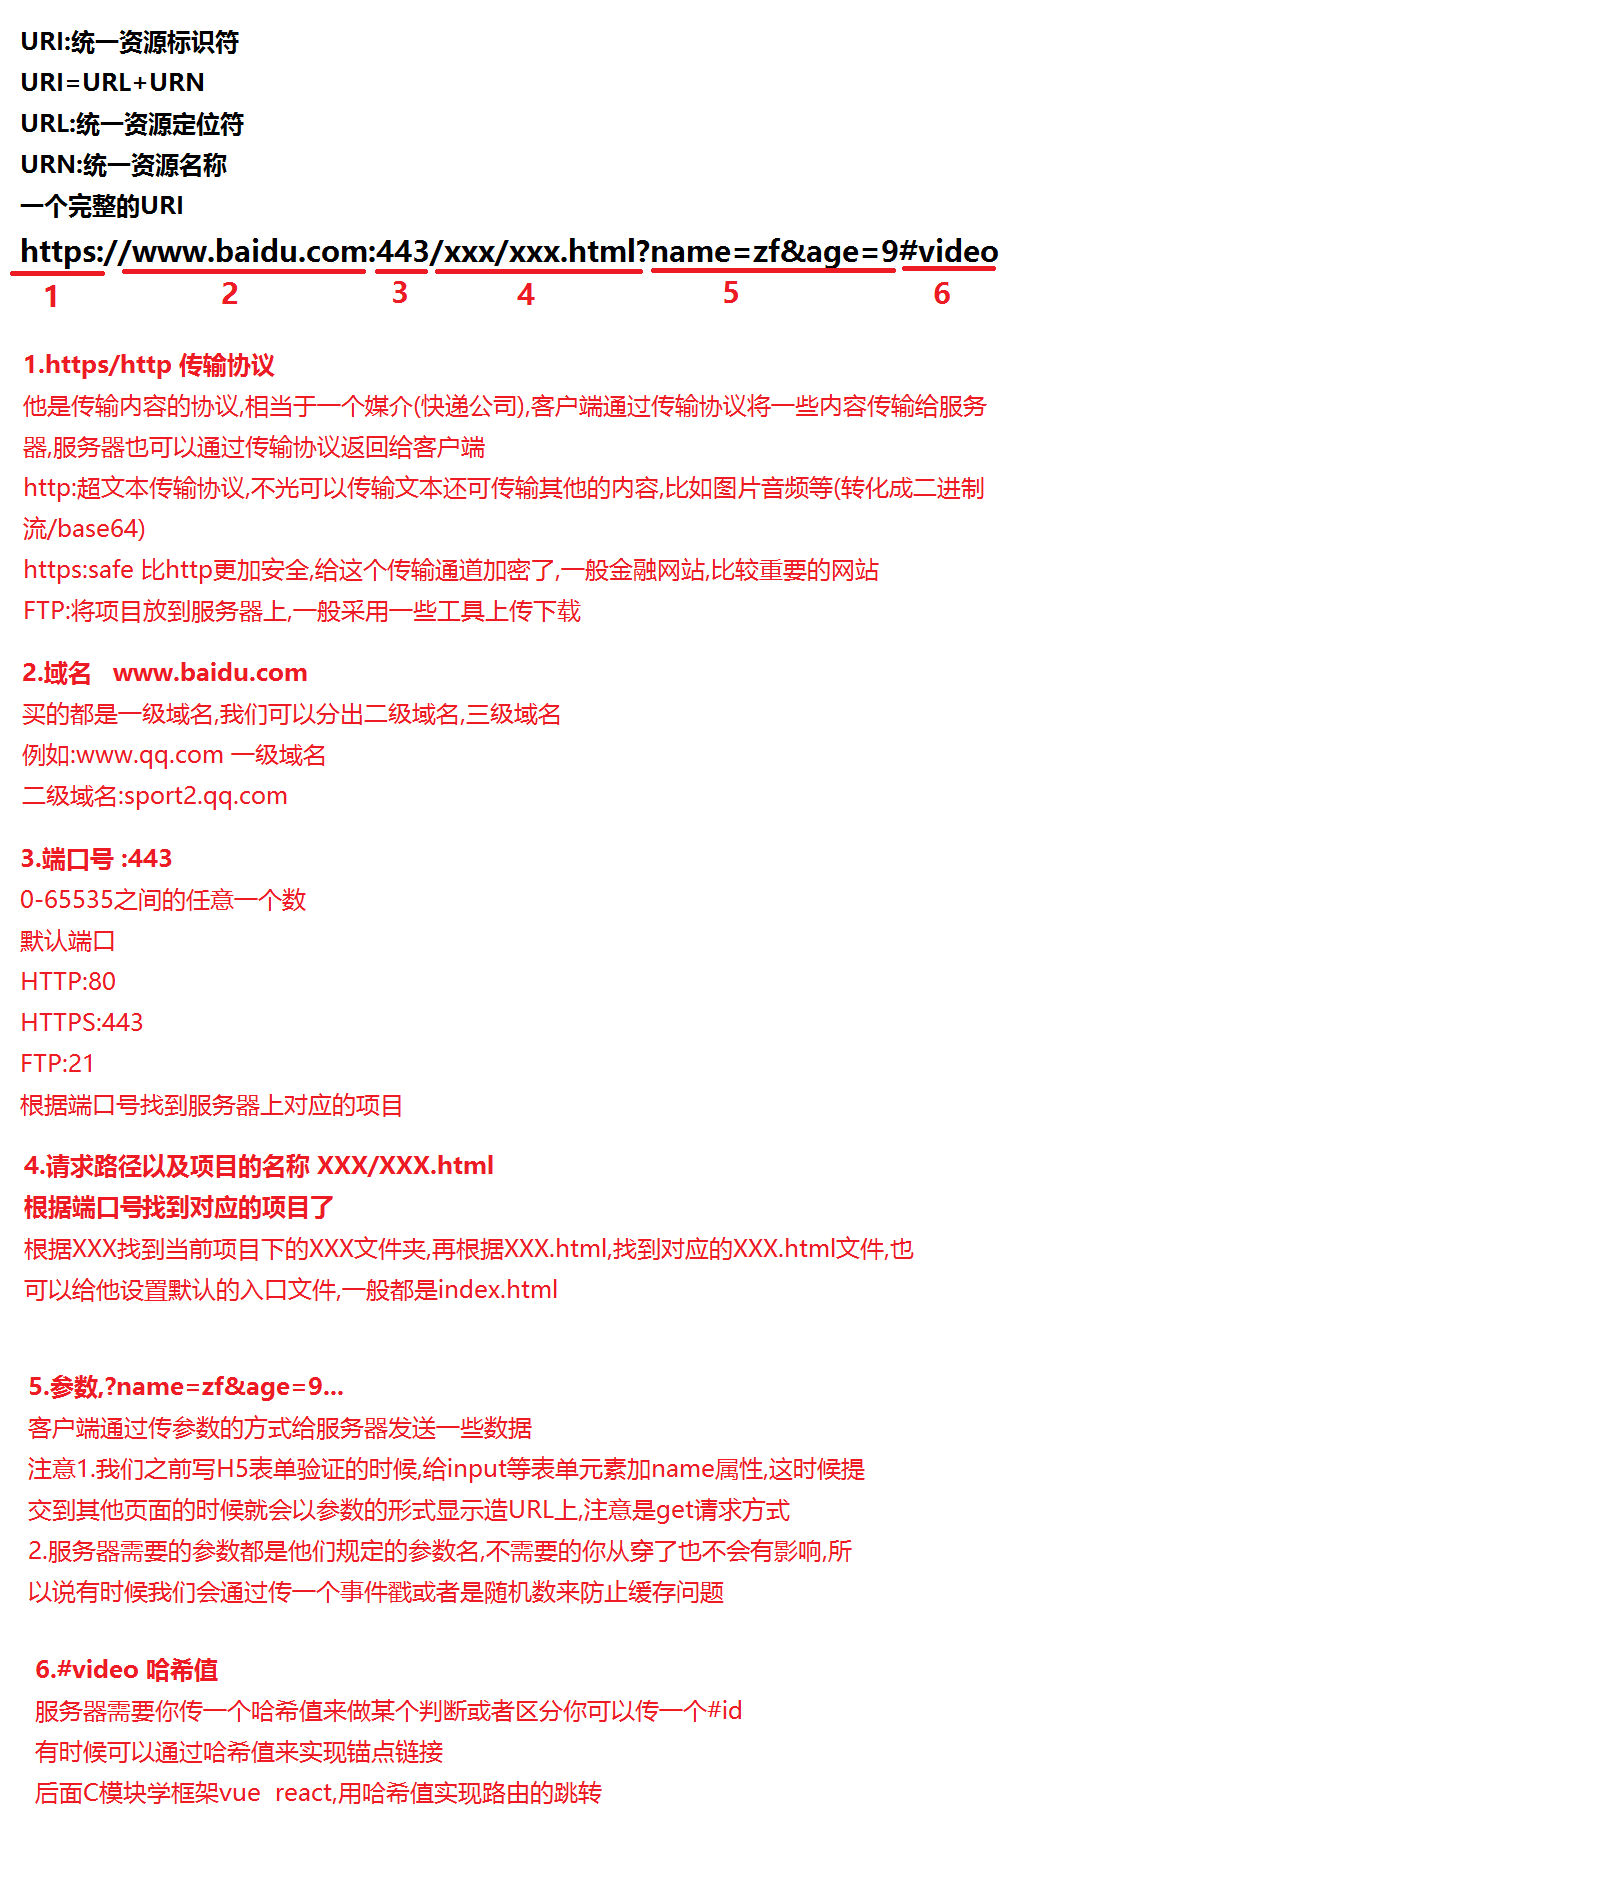 URI:统一资源标识符
URI=URL+URN
URL:统一资源定位符
URN:统一资源名称
一个完整的URI
https://www.baidu.com:443/xxx/xxx.html?name=zf&age=9#video
1 2 3 4 5 6
1.https/http 传输协议
他是传输内容的协议,相当于一个媒介(快递公司),客户端通过传输协议将一些内容传输给服务
器,服务器也可以通过传输协议返回给客户端
http:超文本传输协议,不光可以传输文本还可传输其他的内容,比如图片音频等(转化成二进制
流/base64)
https:safe 比http更加安全,给这个传输通道加密了,一般金融网站,比较重要的网站
FTP:将项目放到服务器上,一般采用一些工具上传下载
2.域名 www.baidu.com
买的都是一级域名,我们可以分出二级域名,三级域名
例如:www.qq.com 一级域名
二级域名:sport2.qq.com
3.端口号 :443
0-65535之间的任意一个数
默认端口
HTTP:80
HTTPS:443
FTP:21
根据端口号找到服务器上对应的项目
4.请求路径以及项目的名称 XXX/XXX.html
根据端口号找到对应的项目了
根据XXX找到当前项目下的XXX文件夹,再根据XXX.html,找到对应的XXX.html文件,也
可以给他设置默认的入口文件,一般都是index.html
5.参数,?name=zf&age=9...
客户端通过传参数的方式给服务器发送一些数据
注意1.我们之前写H5表单验证的时候,给input等表单元素加name属性,这时候提
交到其他页面的时候就会以参数的形式显示造URL上,注意是get请求方式
2.服务器需要的参数都是他们规定的参数名,不需要的你从穿了也不会有影响,所
以说有时候我们会通过传一个事件戳或者是随机数来防止缓存问题
6.#video 哈希值
服务器需要你传一个哈希值来做某个判断或者区分你可以传一个#id
有时候可以通过哈希值来实现锚点链接
后面C模块学框架vue react,用哈希值实现路由的跳转